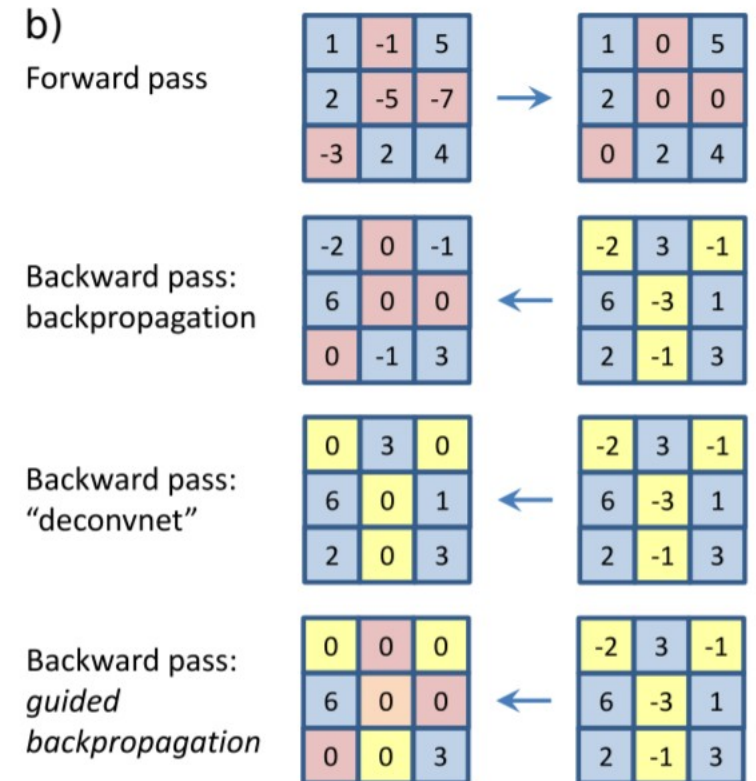 b)
Forward pass
1 -1 5 1 0 5
2 -5 -7 2 0 0
-3 2 4 0 2 4
Backward pass:
backpropagation
-2 0 -1 -2 3 -1
6 0 0 6 -3 1
0 -1 3 2 -1 3
Backward pass:
“deconvnet”
0 3 0 -2 3 -1
6 0 1 6 -3 1
2 0 3 2 -1 3
Backward pass:
guided
backpropagation
0 0 0 -2 3 -1
6 0 0 6 -3 1
0 0 3 2 -1 3